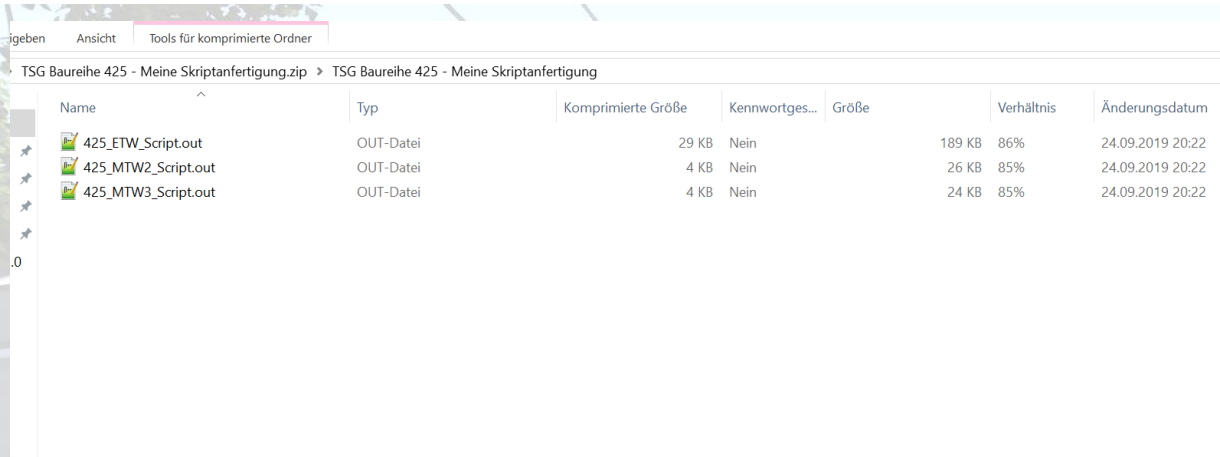 igeben Ansicht Tools für komprimierte Ordner
TSG Baureihe 425 - Meine Skriptanfertigung.zip > TSG Baureihe 425 - Meine Skriptanfertigung
Name Typ Komprimierte Größe Kennwortges... Größe Verhältnis Änderungsdatum
425_ETW_Script.out OUT-Datei 29 KB Nein 189 KB 86% 24.09.2019 20:22
425_MTW2_Script.out OUT-Datei 4 KB Nein 26 KB 85% 24.09.2019 20:22
425_MTW3_Script.out OUT-Datei 4 KB Nein 24 KB 85% 24.09.2019 20:22
.0